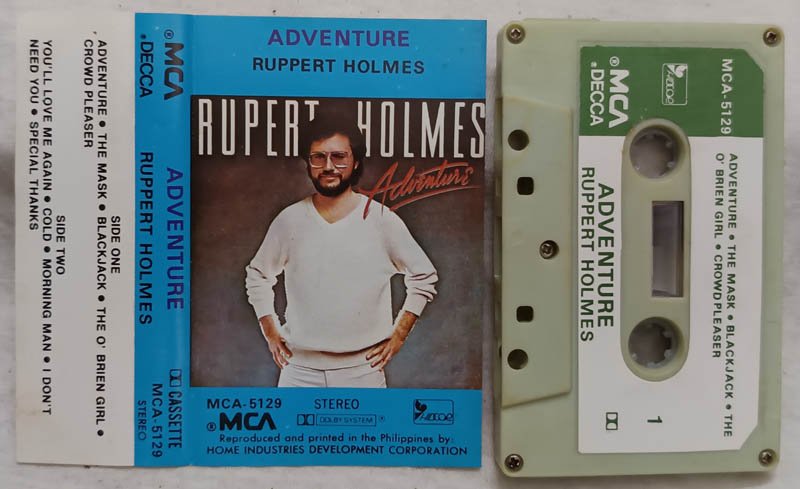 SIDE ONE
ADVENTURE • THE MASK • BLACKJACK • THE O' BRIEN GIRL •
CROWD PLEASER
SIDE TWO
YOU'LL LOVE ME AGAIN • COLD • MORNING MAN • I DON'T
NEED YOU • SPECIAL THANKS
®MCA
.DECCA
ADVENTURE
RUPPERT HOLMES
CASSETTE
MCA-5129
STEREO
ADVENTURE
RUPPERT HOLMES
RUPERT HOLMES
Adventure
MCA-5129 STEREO
®MCA DOLBY SYSTEM ®
Reproduced and printed in the Philippines by:
HOME INDUSTRIES DEVELOPMENT CORPORATION
MCA-5129
®MCA
.DECCA
ADVENTURE • THE MASK • BLACKJACK • THE
O' BRIEN GIRL • CROWD PLEASER
ADVENTURE
RUPPERT HOLMES
1